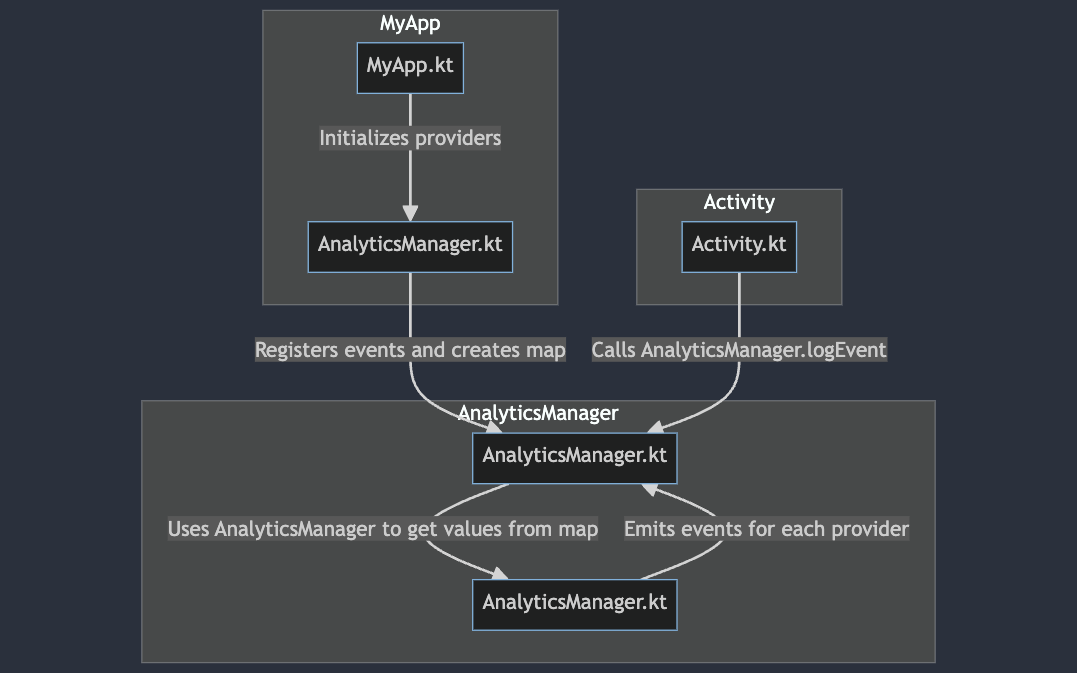 MyApp
MyApp.kt
Initializes providers
AnalyticsManager.kt
Activity
Activity.kt
Registers events and creates map
Calls AnalyticsManager.logEvent
AnalyticsManager
AnalyticsManager.kt
Uses AnalyticsManager to get values from map
Emits events for each provider
AnalyticsManager.kt